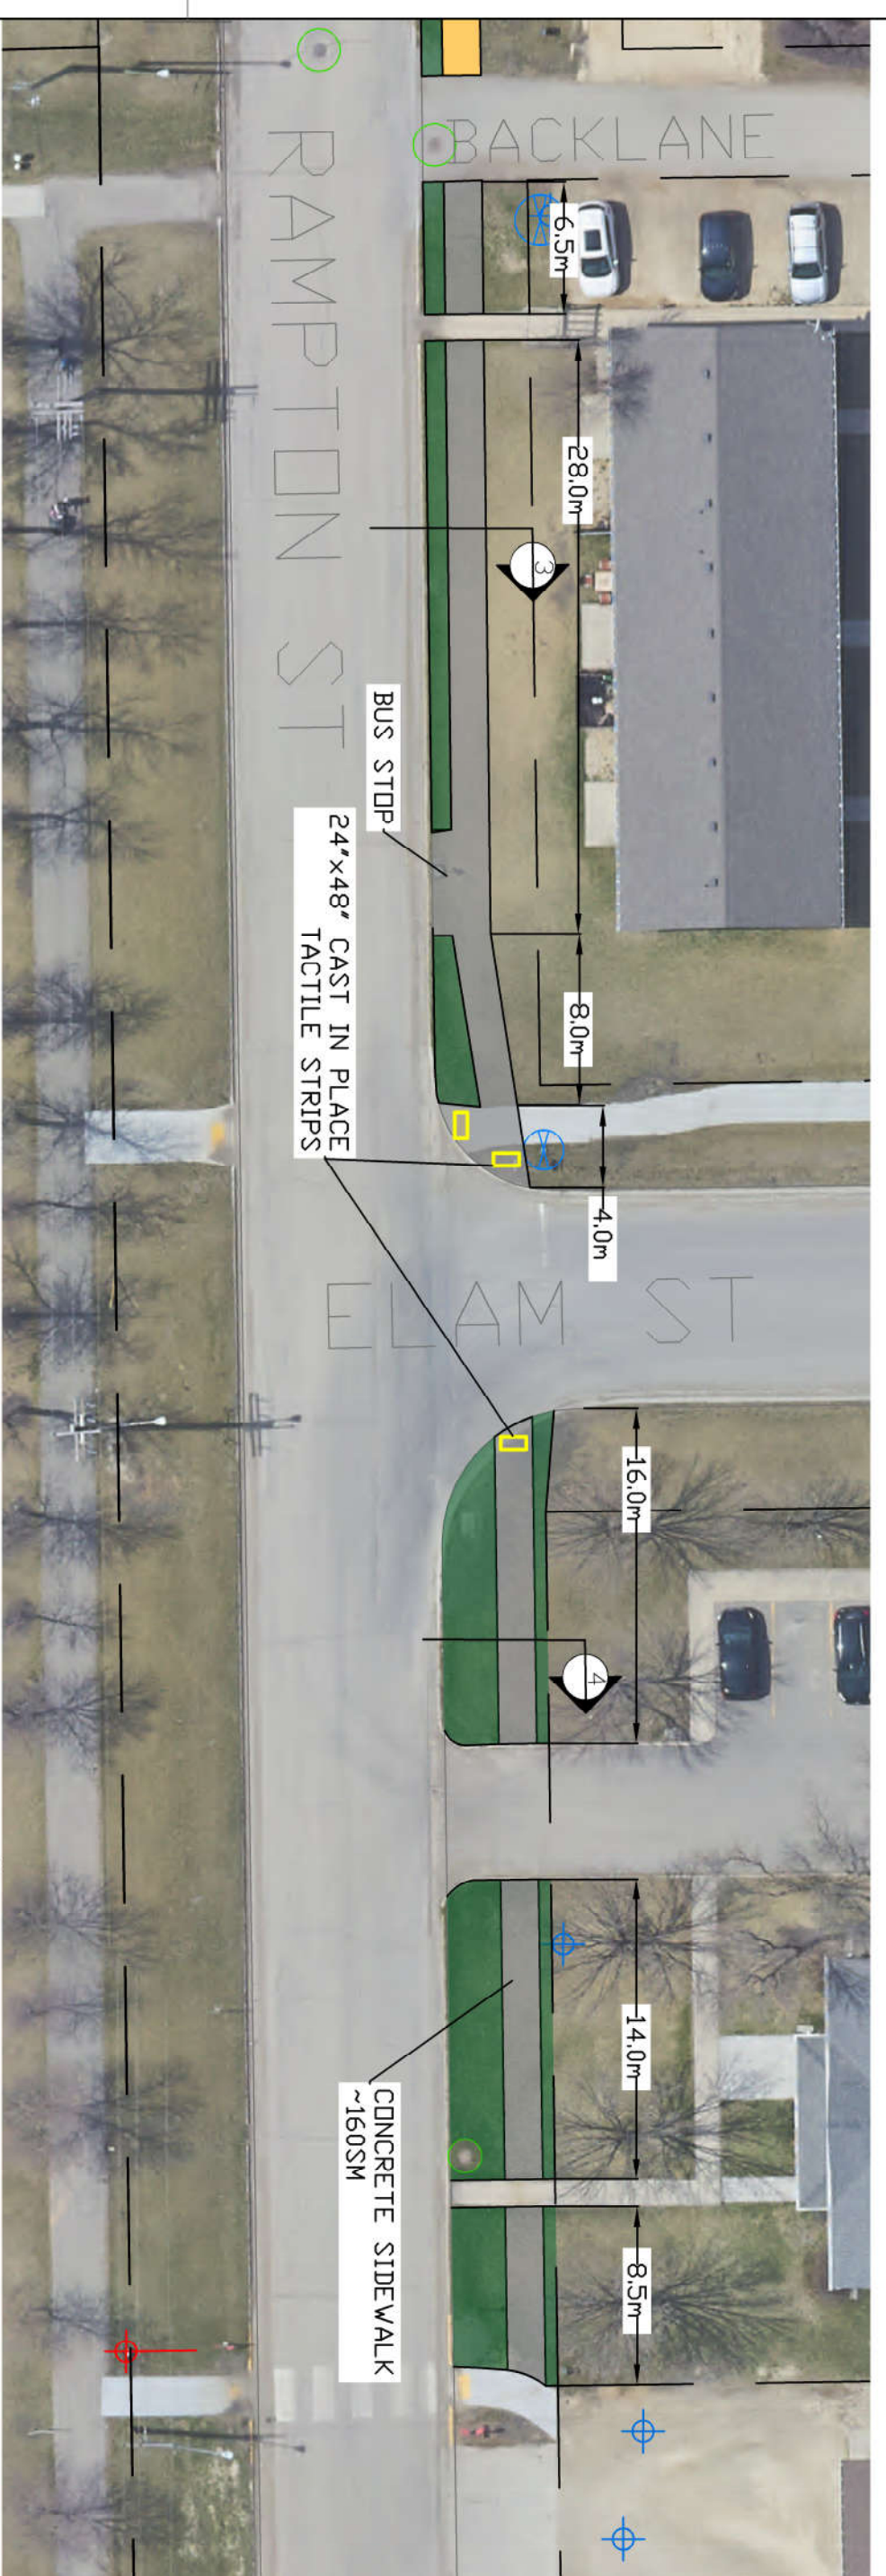 BACKLANE
RAMPTON ST
6.5m
28.0m
3
BUS STOP
24"x48" CAST IN PLACE
TACTILE STRIPS
8.0m
4.0m
ELAM ST
16.0m
4
14.0m
CONCRETE SIDEWALK
~160SM
8.5m